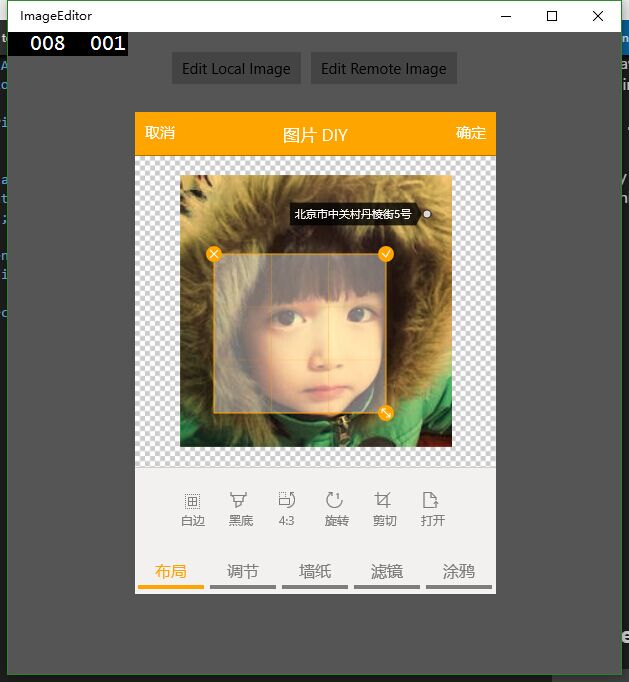 ImageEditor
008 001
Edit Local Image
Edit Remote Image
取消
图片 DIY
确定
北京市中关村丹棱街5号
白边
黑底
4:3
旋转
剪切
打开
布局
调节
墙纸
滤镜
涂鸦